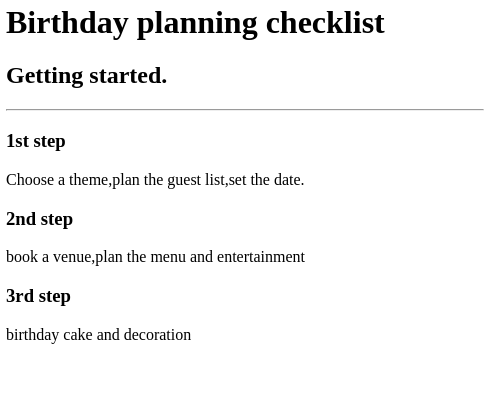 Birthday planning checklist
Getting started.
1st step
Choose a theme,plan the guest list,set the date.
2nd step
book a venue,plan the menu and entertainment
3rd step
birthday cake and decoration